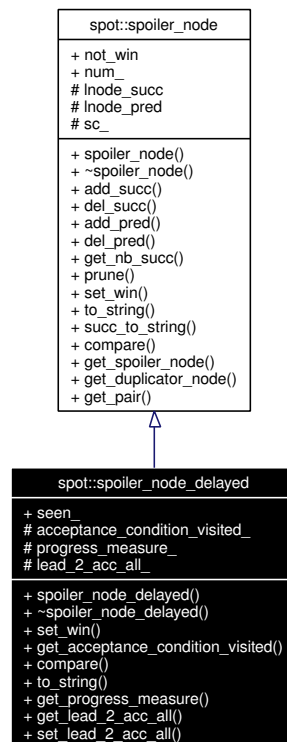 spot::spoiler_node
+ not_win
+ num_
# lnode_succ
# lnode_pred
# sc_
+ spoiler_node()
+ ~spoiler_node()
+ add_succ()
+ del_succ()
+ add_pred()
+ del_pred()
+ get_nb_succ()
+ prune()
+ set_win()
+ to_string()
+ succ_to_string()
+ compare()
+ get_spoiler_node()
+ get_duplicator_node()
+ get_pair()
spot::spoiler_node_delayed
+ seen_
# acceptance_condition_visited_
# progress_measure_
# lead_2_acc_all_
+ spoiler_node_delayed()
+ ~spoiler_node_delayed()
+ set_win()
+ get_acceptance_condition_visited()
+ compare()
+ to_string()
+ get_progress_measure()
+ get_lead_2_acc_all()
+ set_lead_2_acc_all()